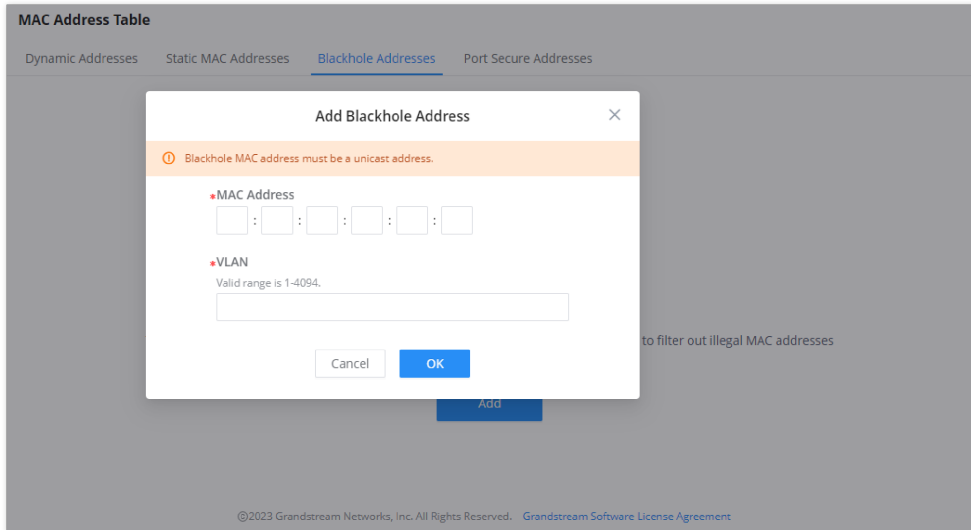 MAC Address Table
Dynamic Addresses Static MAC Addresses Blackhole Addresses Port Secure Addresses
Add Blackhole Address
Blackhole MAC address must be a unicast address.
*MAC Address
: : : : :
*VLAN
Valid range is 1-4094.
to filter out illegal MAC addresses
Cancel OK
Add
©2023 Grandstream Networks, Inc. All Rights Reserved. Grandstream Software License Agreement